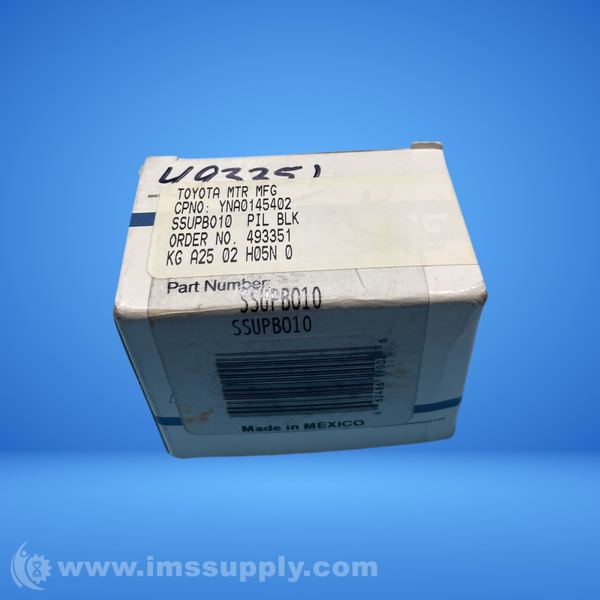 TOYOTA MTR MFG
CPNO: YNA0145402
SSUPB010 PIL BLK
ORDER NO. 493351
KG A25 02 H05N 0
Part Number:
SSUPB010
SSUPB010
Made in MEXICO
www.imssupply.com